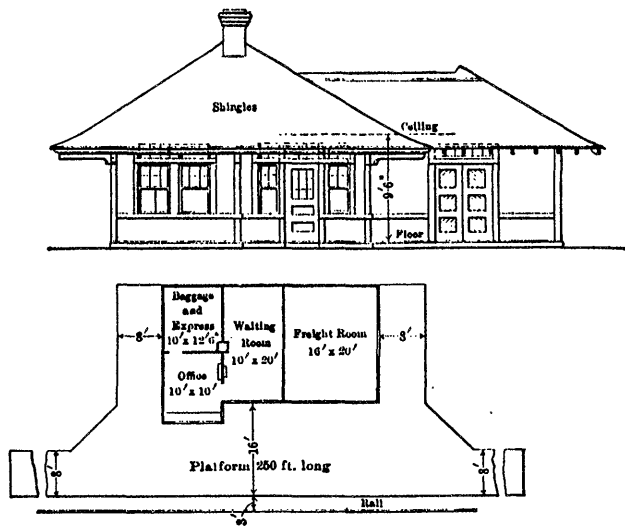 Shingles
Ceiling
9'6"
Floor
Baggage
and
Express
10' x 12'6"
Waiting
Room
10' x 20'
Freight Room
16' x 20'
8'
8'
Office
10' x 10'
16'
8'
8'
Platform 250 ft. long
Rail
3'